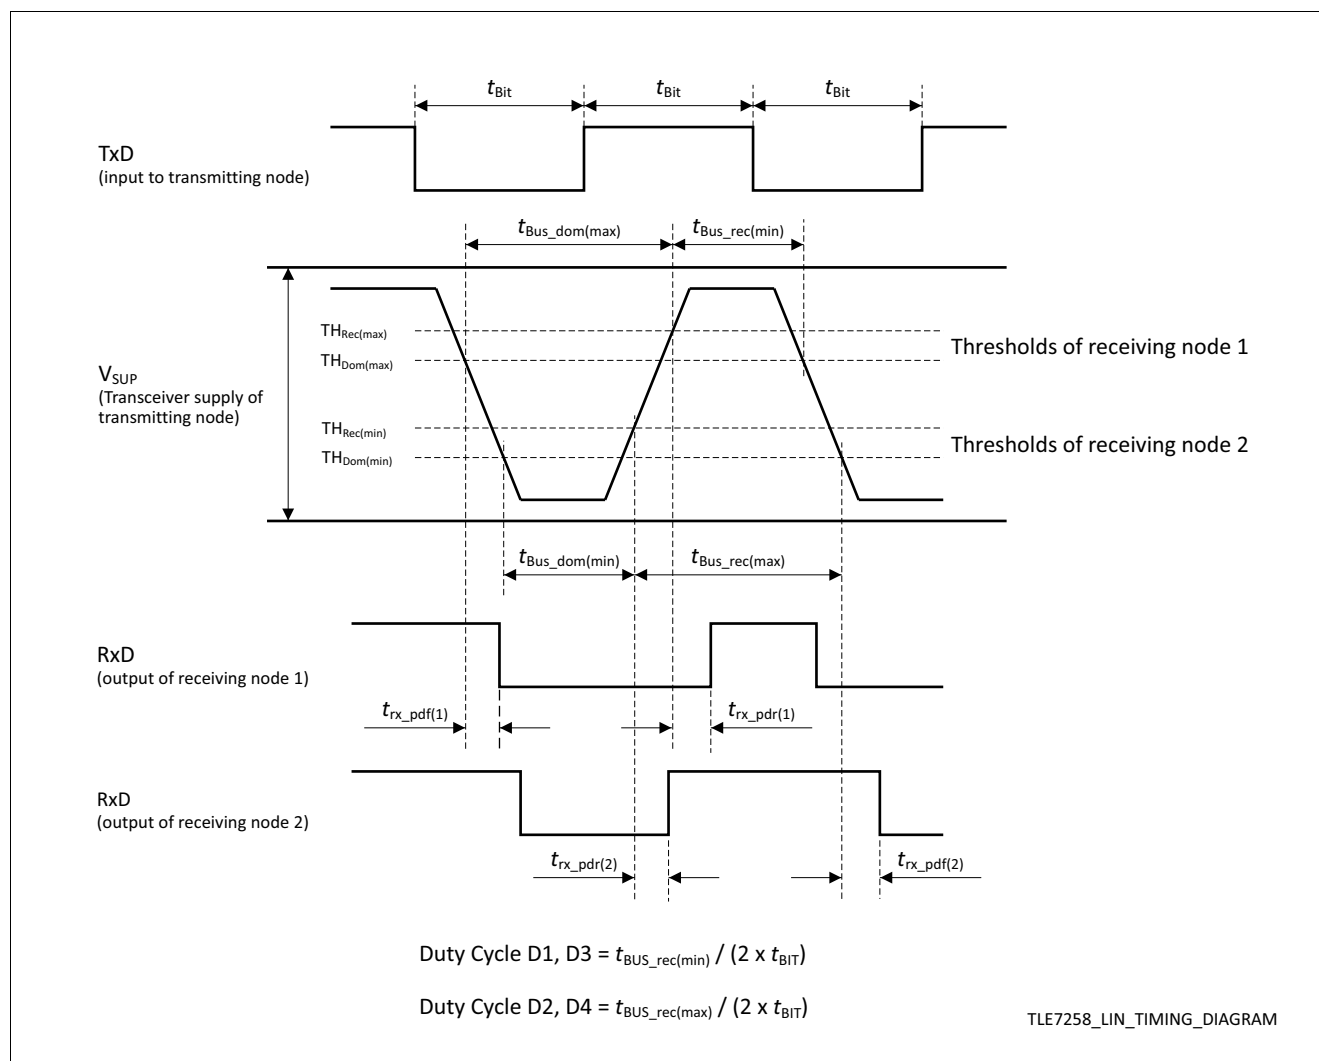 tBit tBit tBit
TxD
(input to transmitting node)
tBus_dom(max) tBus_rec(min)
THRec(max)
Thresholds of receiving node 1
THDom(max)
VSUP
(Transceiver supply of
transmitting node)
THRec(min)
Thresholds of receiving node 2
THDom(min)
tBus_dom(min) tBus_rec(max)
RxD
(output of receiving node 1)
trx_pdf(1) trx_pdr(1)
RxD
(output of receiving node 2)
trx_pdr(2) trx_pdf(2)
Duty Cycle D1, D3 = tBUS_rec(min) / (2 x tBIT)
Duty Cycle D2, D4 = tBUS_rec(max) / (2 x tBIT)
TLE7258_LIN_TIMING_DIAGRAM